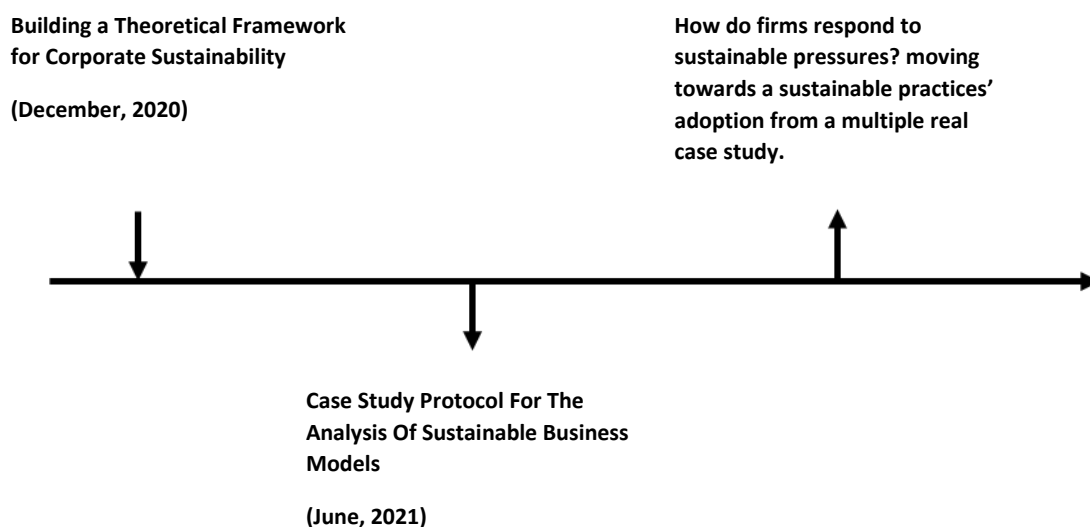 Building a Theoretical Framework
for Corporate Sustainability
(December, 2020)
How do firms respond to
sustainable pressures? moving
towards a sustainable practices’
adoption from a multiple real
case study.
Case Study Protocol For The
Analysis Of Sustainable Business
Models
(June, 2021)